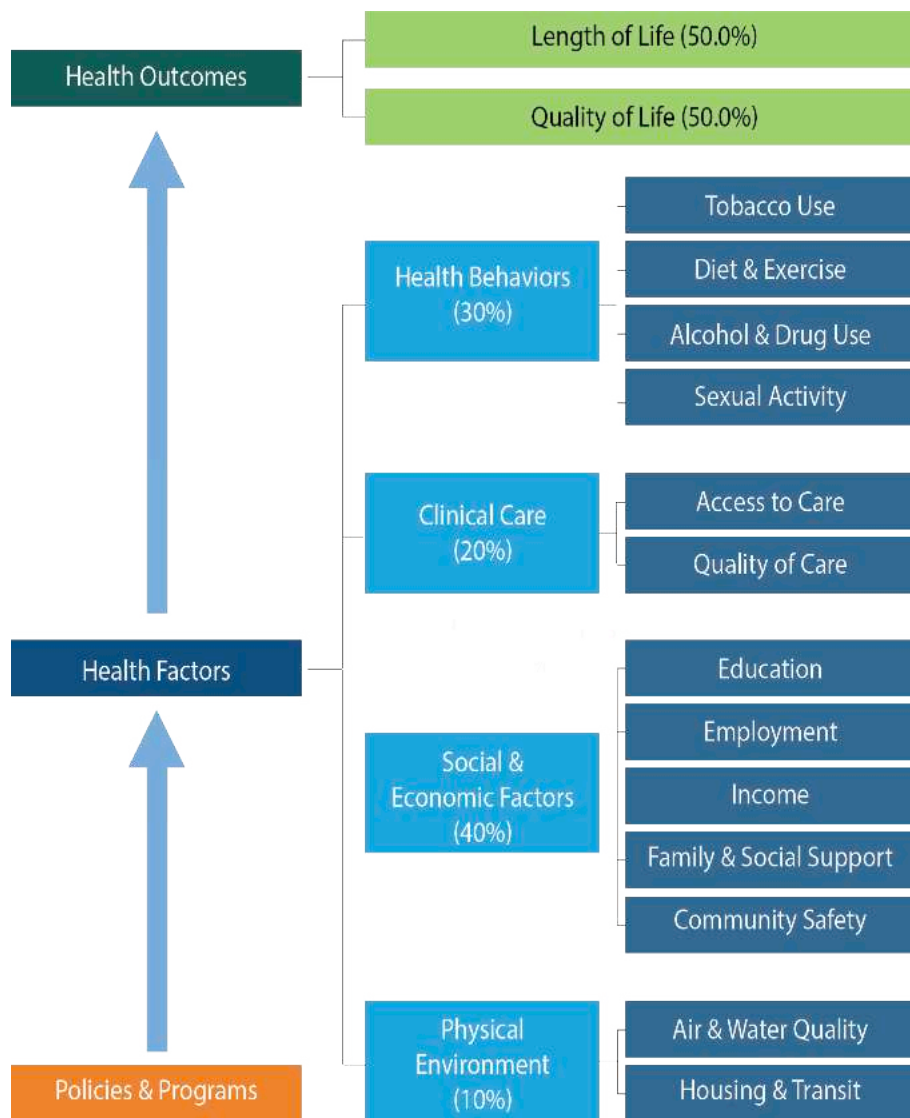 Health Outcomes
Length of Life (50.0%)
Quality of Life (50.0%)
Health Behaviors
(30%)
Tobacco Use
Diet & Exercise
Alcohol & Drug Use
Sexual Activity
Clinical Care
(20%)
Access to Care
Quality of Care
Health Factors
Social &
Economic Factors
(40%)
Education
Employment
Income
Family & Social Support
Community Safety
Physical
Environment
(10%)
Air & Water Quality
Housing & Transit
Policies & Programs